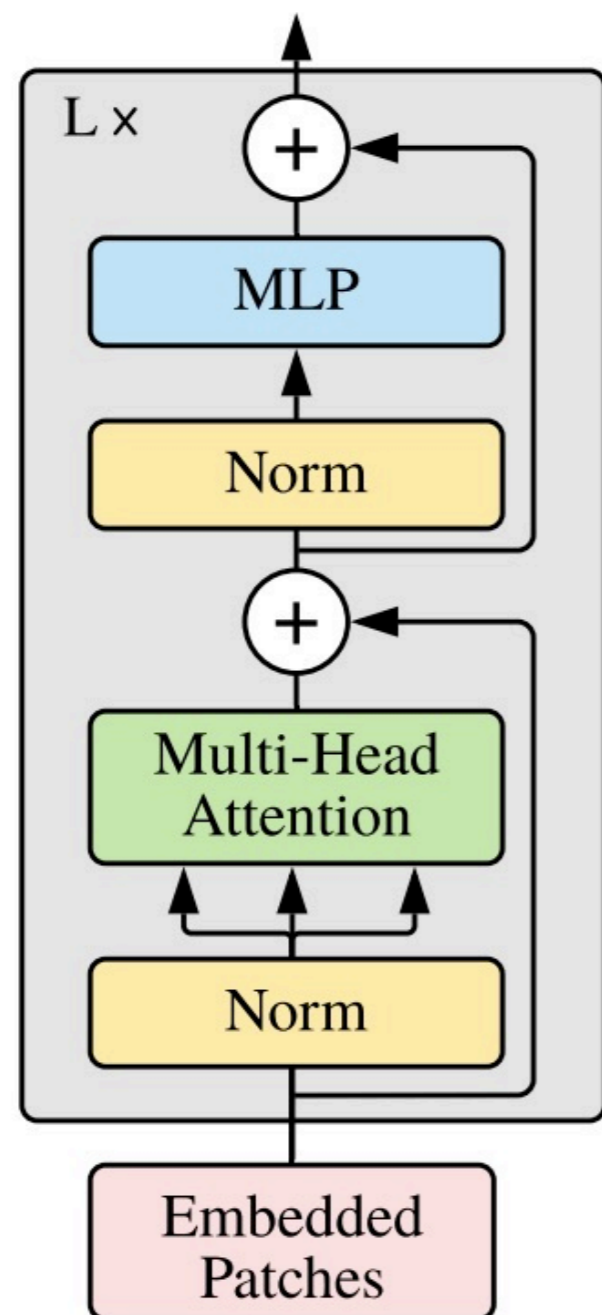 L ×
+
MLP
Norm
+
Multi-Head
Attention
Norm
Embedded
Patches